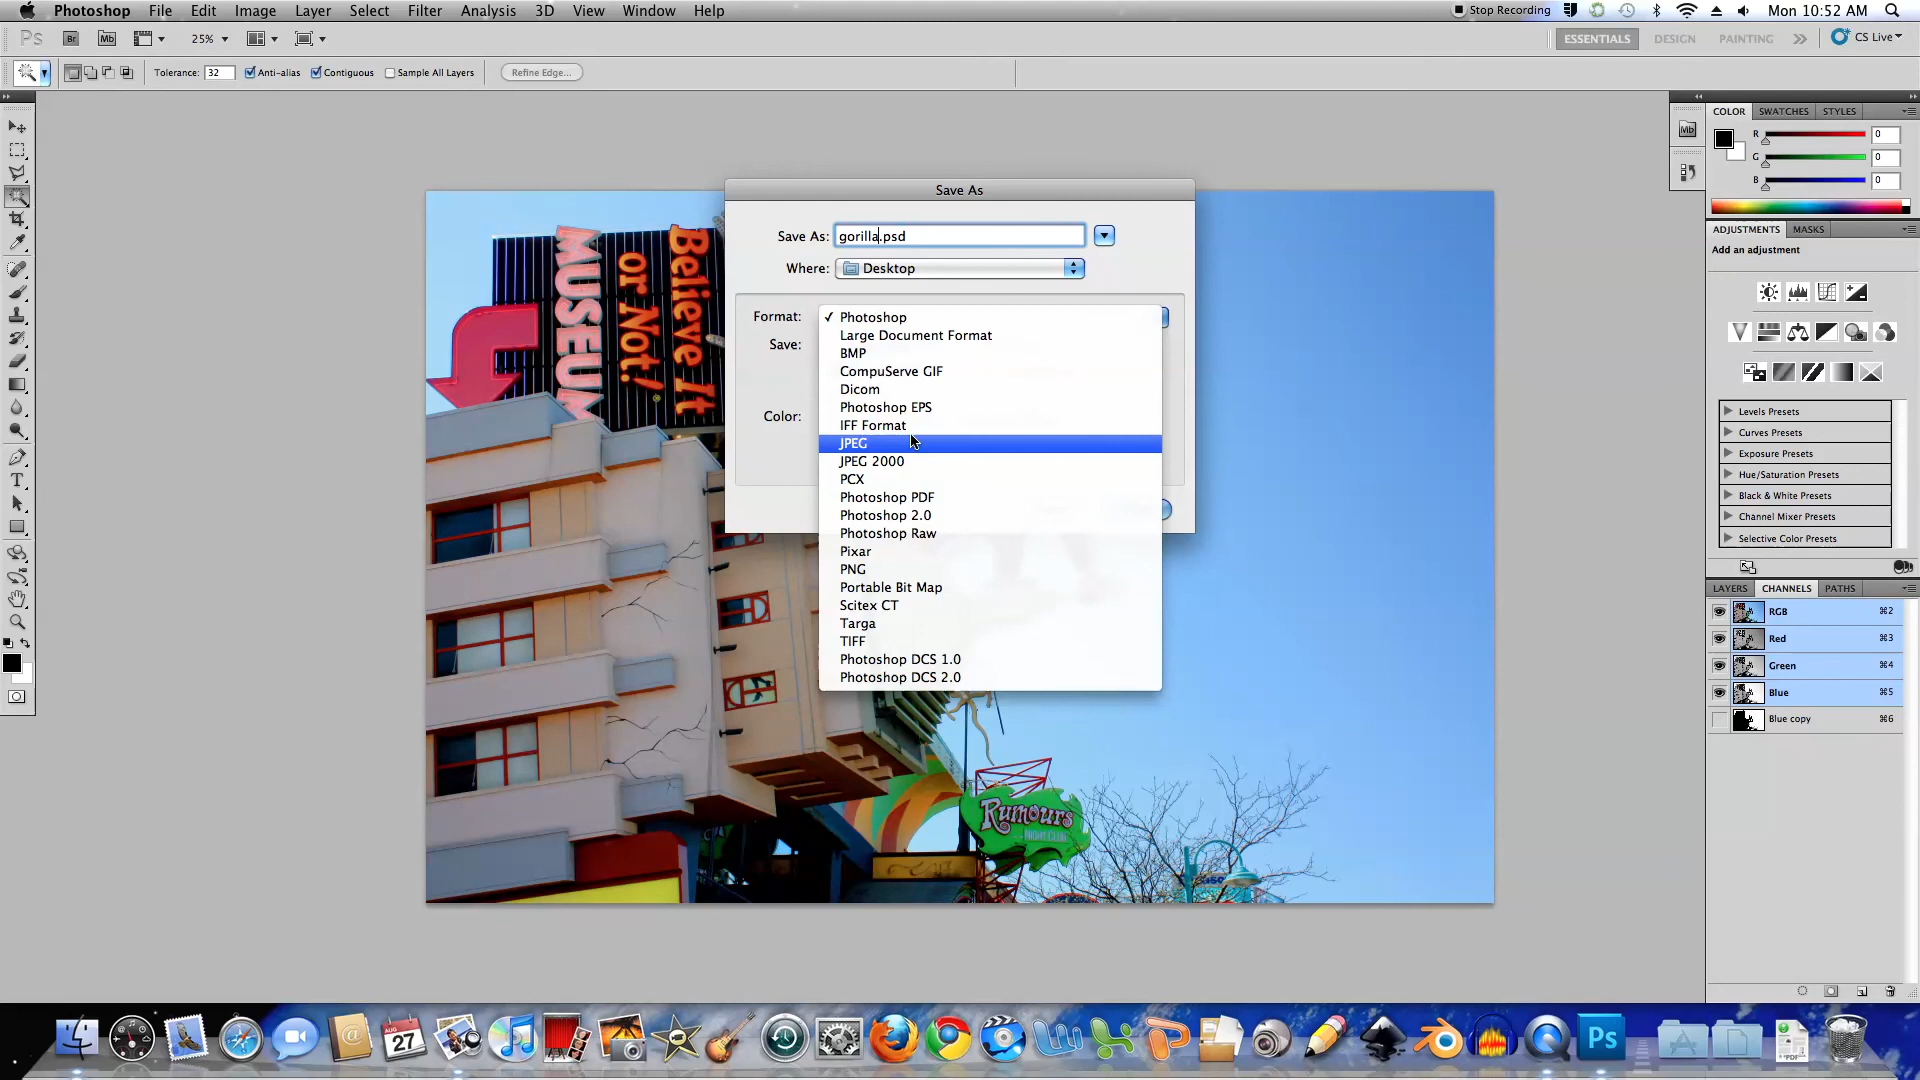 Photoshop File Edit Image Layer Select Filter Analysis 3D View Window Help Stop Recording Mon 10:52 AM
Ps Br Mb 25% ESSENTIALS DESIGN PAINTING CS Live
Tolerance: 32 Anti-alias Contiguous Sample All Layers Refine Edge...
Mb
COLOR SWATCHES STYLES
R 0
G 0
B 0
ADJUSTMENTS MASKS
Add an adjustment
Levels Presets
Curves Presets
Exposure Presets
Hue/Saturation Presets
Black & White Presets
Channel Mixer Presets
Selective Color Presets
LAYERS CHANNELS PATHS
RGB ⌘2
Red ⌘3
Green ⌘4
Blue ⌘5
Blue copy ⌘6
Save As
Save As: gorilla.psd
Where: Desktop
Format:
Save:
Color:
✓ Photoshop
Large Document Format
BMP
CompuServe GIF
Dicom
Photoshop EPS
IFF Format
JPEG
JPEG 2000
PCX
Photoshop PDF
Photoshop 2.0
Photoshop Raw
Pixar
PNG
Portable Bit Map
Scitex CT
Targa
TIFF
Photoshop DCS 1.0
Photoshop DCS 2.0
Believe It
or Not!
MUSEUM
Rumours
NIGHT CLUB
T
AUG
27
Ps
PDF